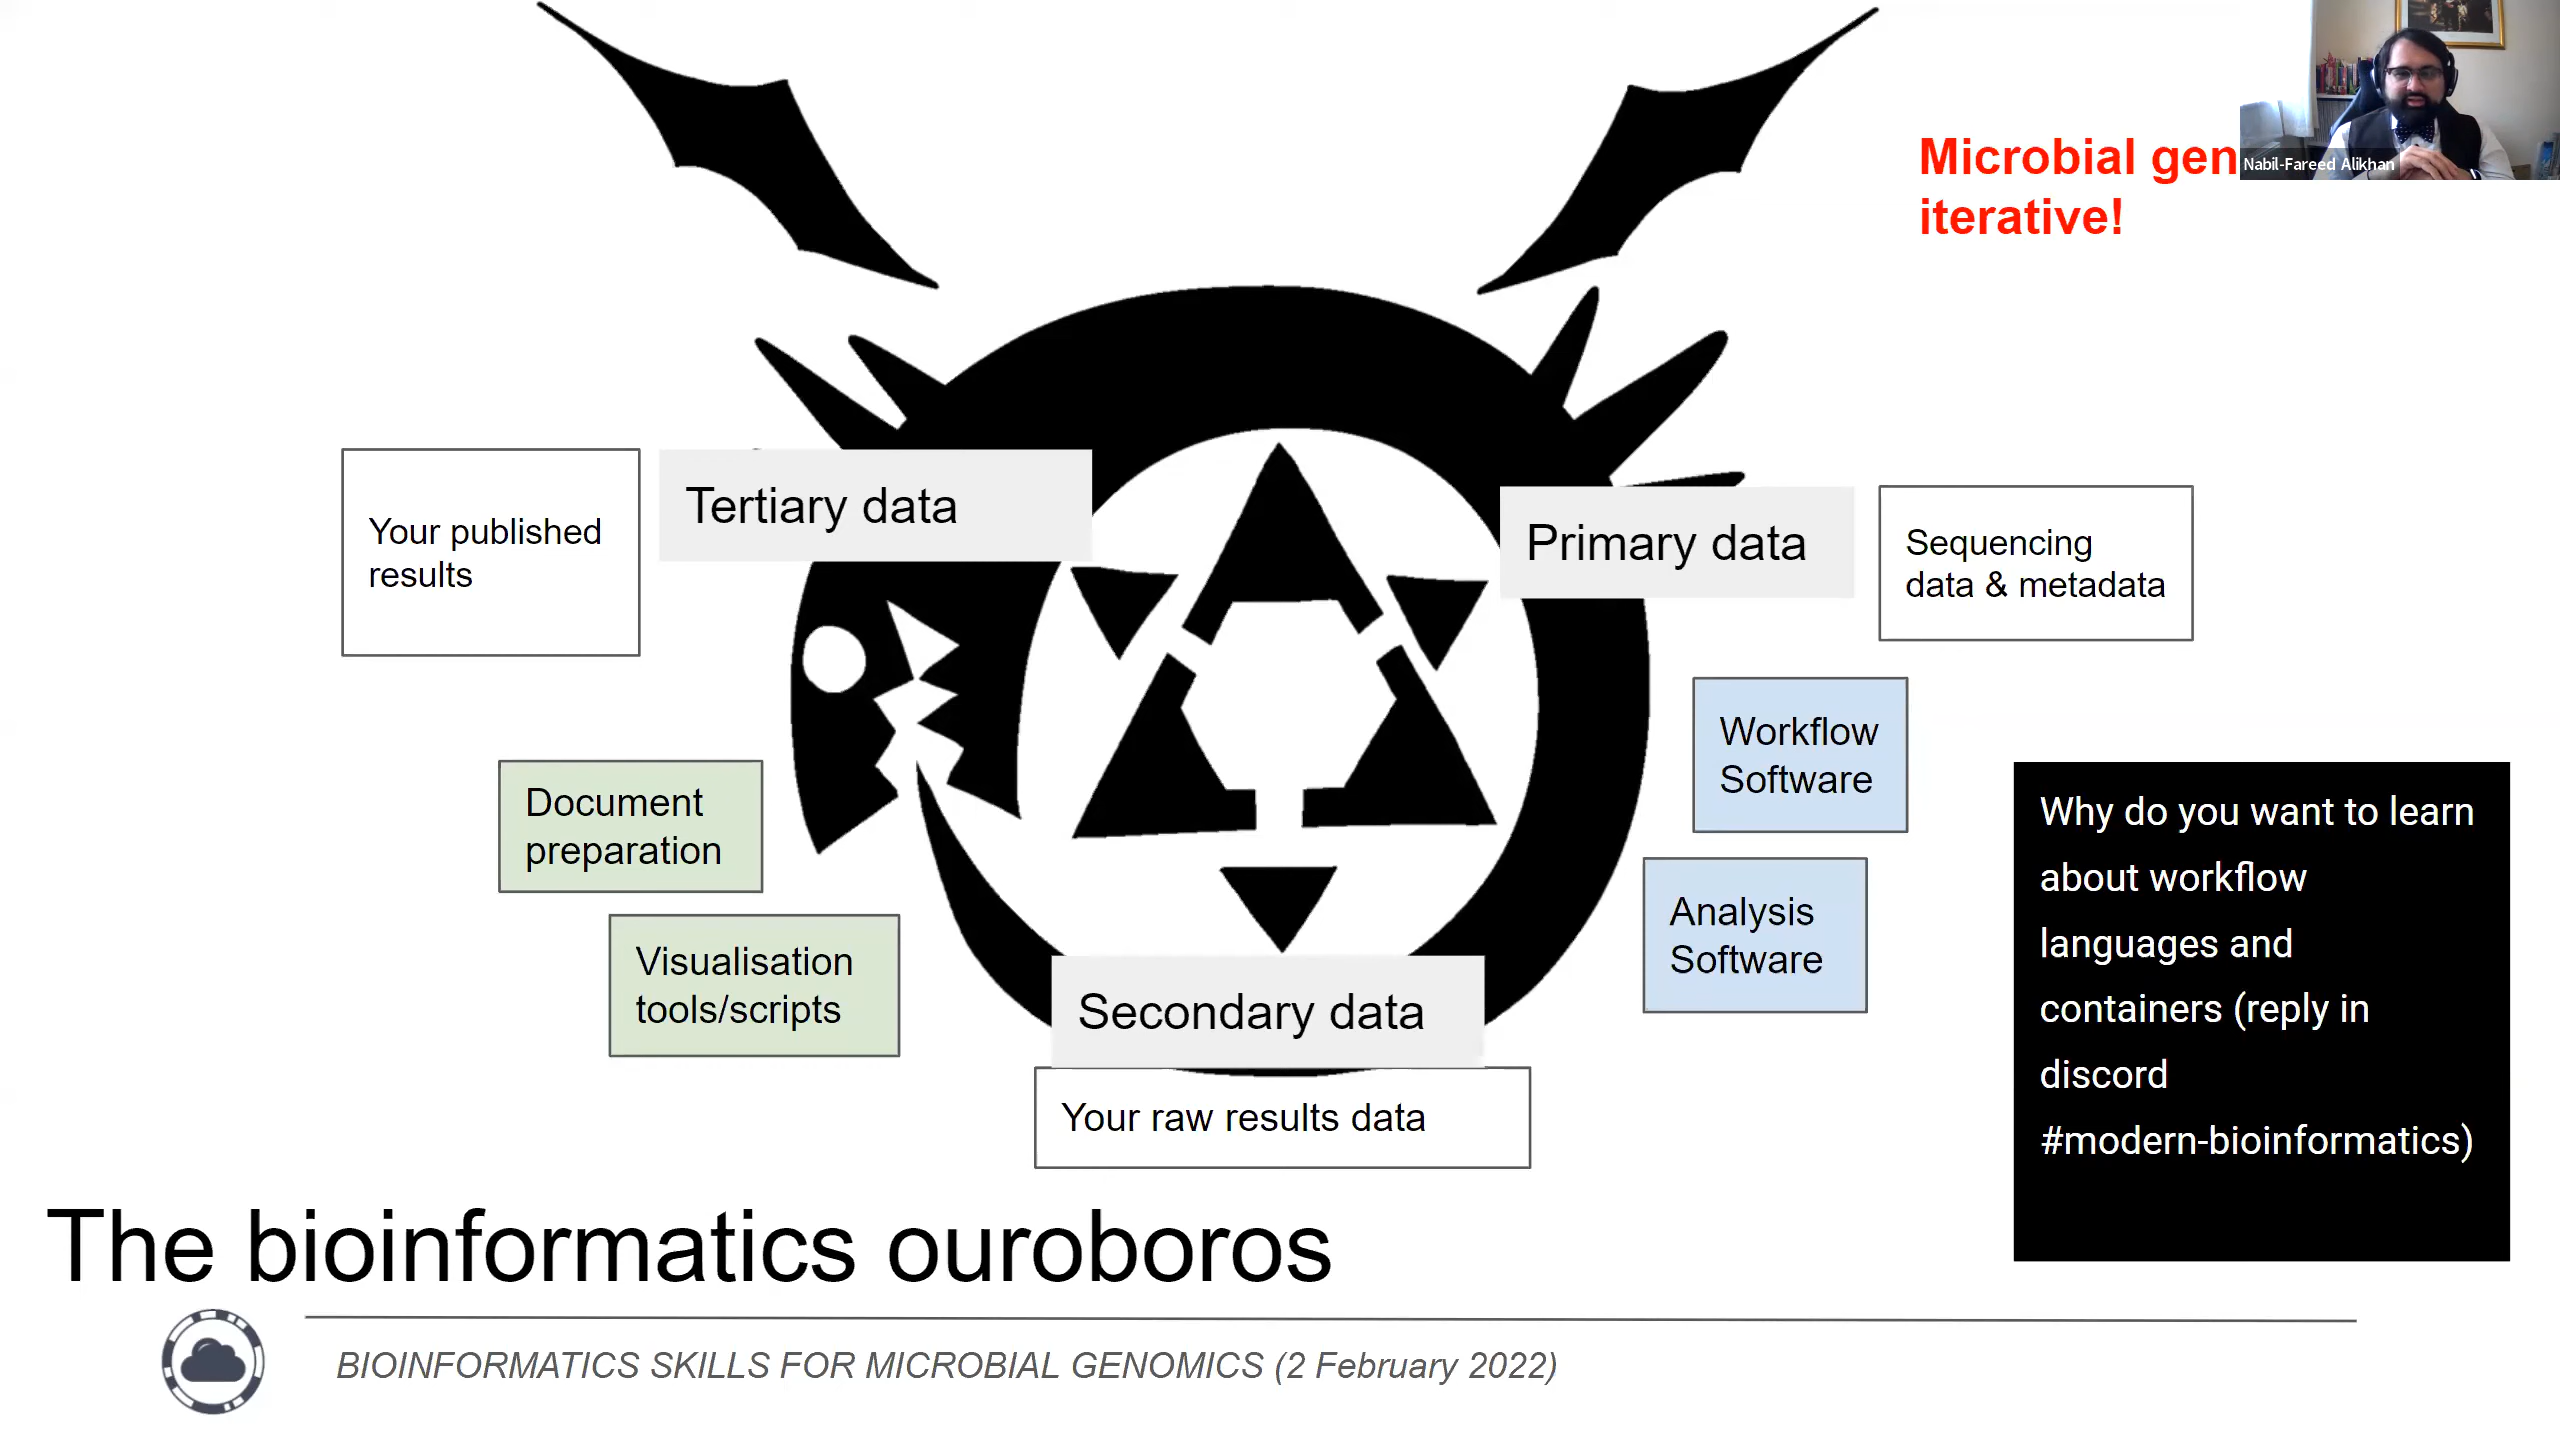 Microbial gen
iterative!
Nabil-Fareed Alikhan
Tertiary data
Your published
results
Primary data
Sequencing
data & metadata
Workflow
Software
Analysis
Software
Document
preparation
Visualisation
tools/scripts
Secondary data
Your raw results data
Why do you want to learn
about workflow
languages and
containers (reply in
discord
#modern-bioinformatics)
The bioinformatics ouroboros
BIOINFORMATICS SKILLS FOR MICROBIAL GENOMICS (2 February 2022)